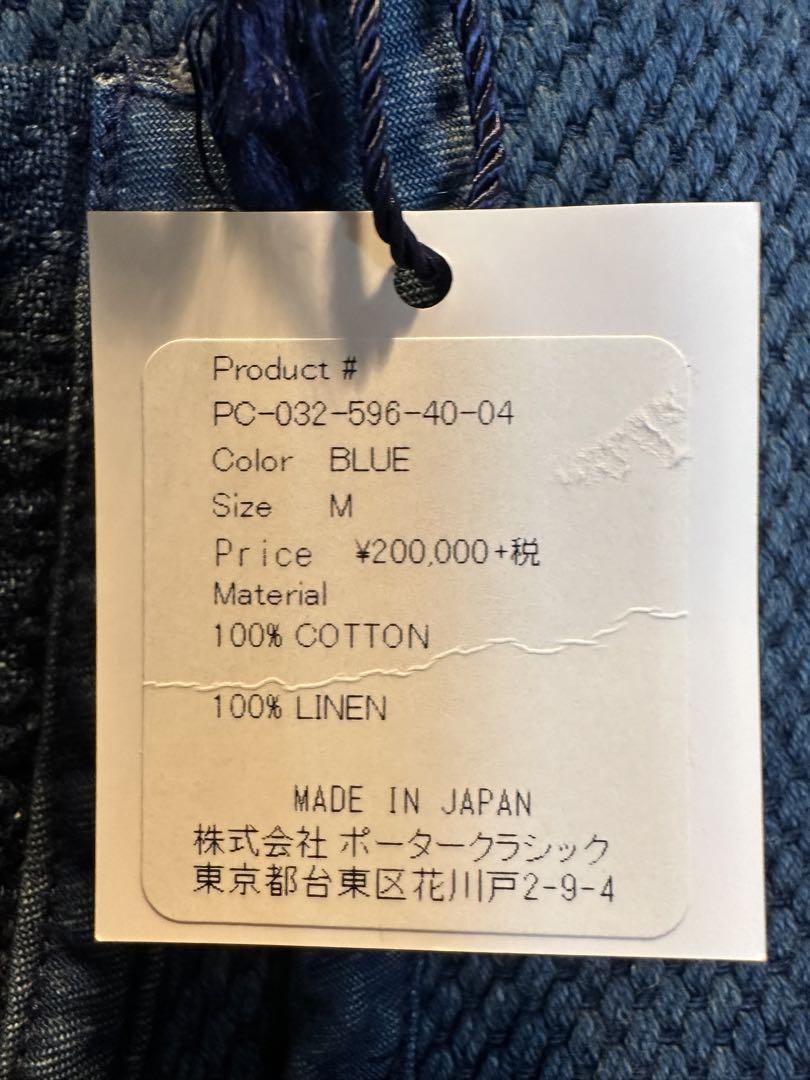 Product #
PC-032-596-40-04
Color BLUE
Size M
Price ¥200,000+税
Material
100% COTTON
100% LINEN
MADE IN JAPAN
株式会社 ポータークラシック
東京都台東区花川戸2-9-4